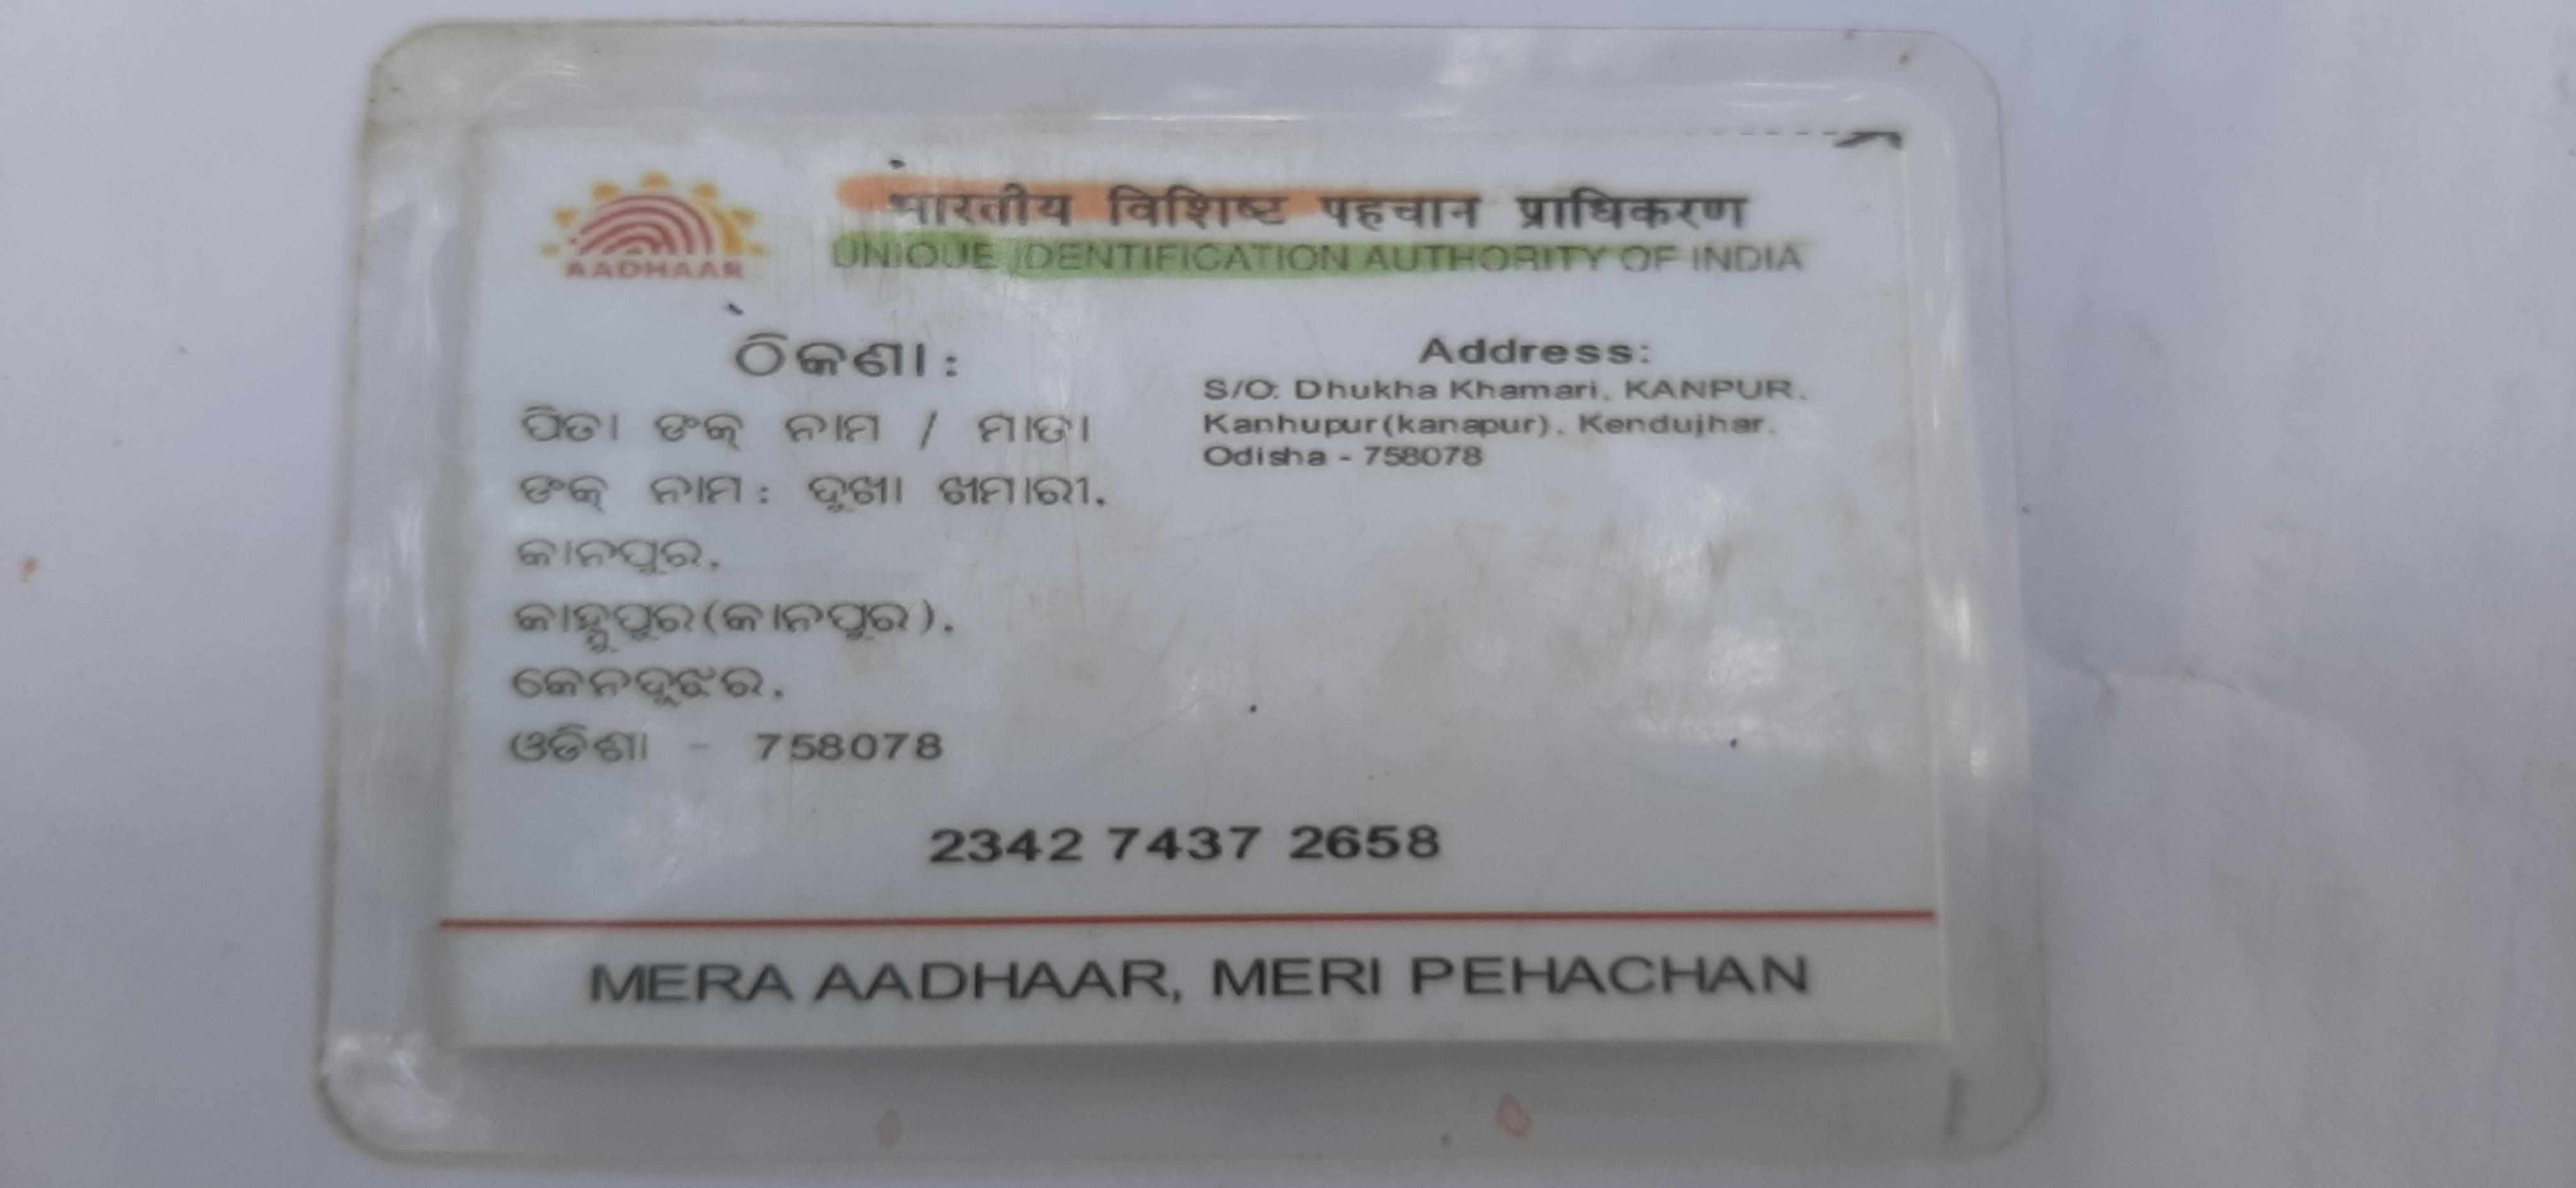 भारतीय विशिष्ट पहचान प्राधिकरण
AADHAAR
UNIQUE IDENTIFICATION AUTHORITY OF INDIA
ଠିକଣା:
ପିତା ଙ୍କ ନାମ / ମାତା
ଙ୍କ ନାମ: ଦୁଖା ଖମାରୀ,
କାନପୁର,
କାହ୍ନୁପୁର(କାନପୁର),
କେନଦୁଝର,
ଓଡିଶା - 758078
Address:
S/O: Dhukha Khamari, KANPUR,
Kanhupur(kanapur), Kendujhar,
Odisha - 758078
2342 7437 2658
MERA AADHAAR, MERI PEHACHAN